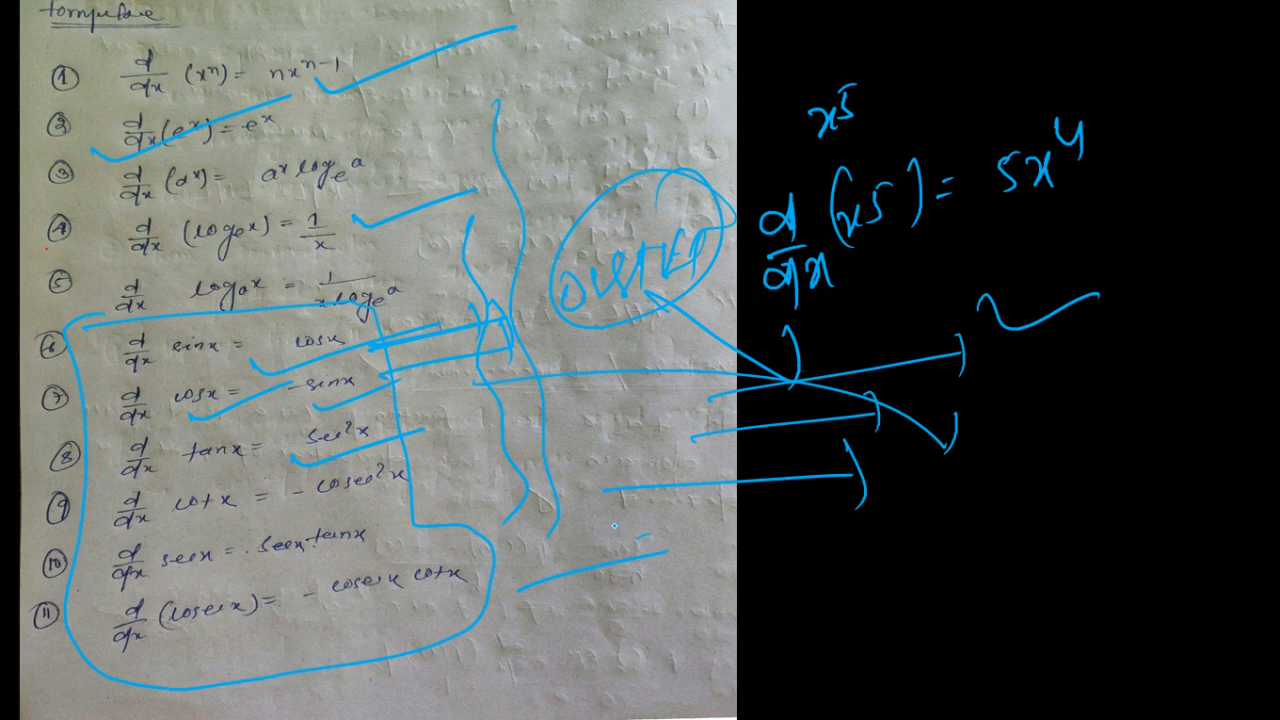 ① d/dx (xⁿ) = nxⁿ⁻¹
② d/dx (eˣ) = eˣ
③ d/dx (aˣ) = aˣ logₑa
④ d/dx (logₑx) = 1/x
⑤ d/dx logₐx = 1/(x logₑa)
⑥ d/dx sinx = cosx
⑦ d/dx cosx = -sinx
⑧ d/dx tanx = sec²x
⑨ d/dx cotx = - cosec²x
⑩ d/dx secx = secx.tanx
⑪ d/dx (cosecx) = - cosecx cotx
x⁵
d/dx (x5) = 5x⁴